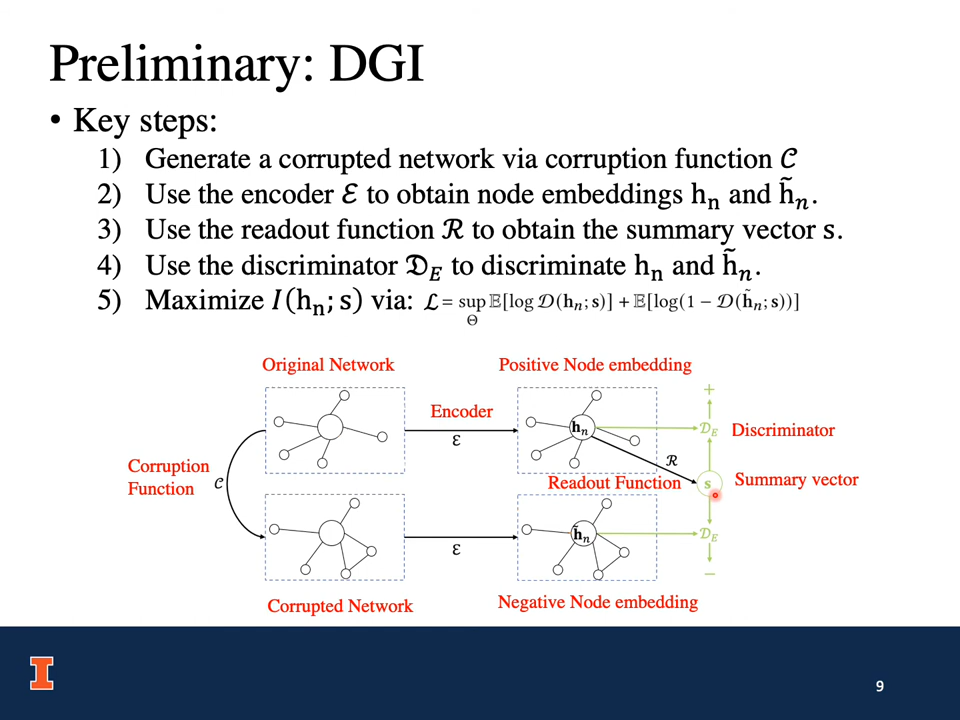 Preliminary: DGI
• Key steps:
1) Generate a corrupted network via corruption function 𝒞
2) Use the encoder ℰ to obtain node embeddings hₙ and h̃ₙ.
3) Use the readout function ℛ to obtain the summary vector s.
4) Use the discriminator 𝔇_E to discriminate hₙ and h̃ₙ.
5) Maximize I(hₙ; s) via: ℒ = sup_Θ 𝔼[log 𝒟(hₙ; s)] + 𝔼[log(1 − 𝒟(h̃ₙ; s))]
Original Network
Positive Node embedding
+
Encoder
ℰ
hₙ
𝒟_E
Discriminator
Corruption
Function
𝒞
ℛ
Readout Function
s
Summary vector
ℰ
h̃ₙ
𝒟_E
−
Corrupted Network
Negative Node embedding
I
9